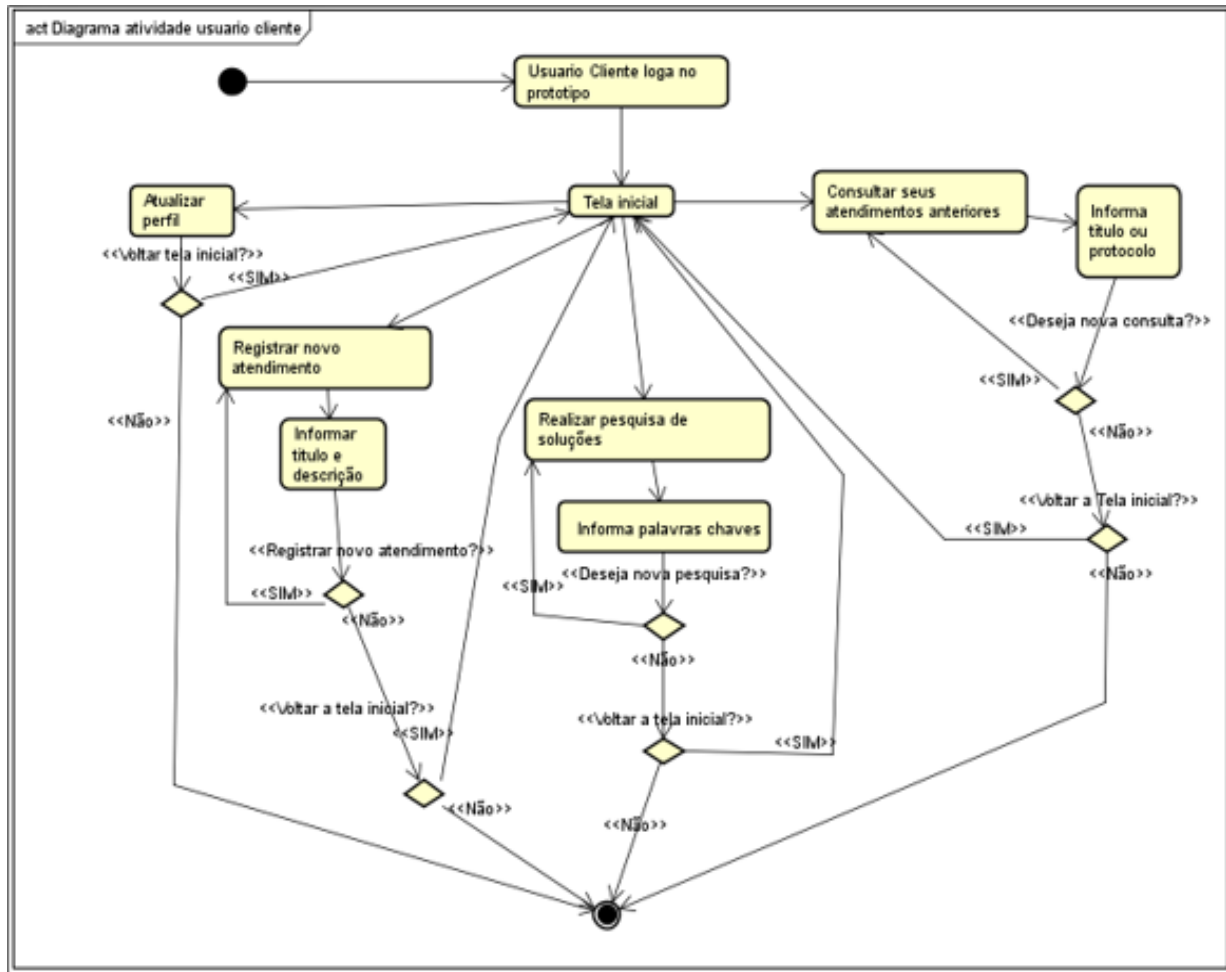 act Diagrama atividade usuario cliente
Usuario Cliente loga no
prototipo
Atualizar
perfil
Tela inicial
Consultar seus
atendimentos anteriores
Informa
título ou
protocolo
<<Voltar tela inicial?>>
<<SIM>>
<<Não>>
<<Deseja nova consulta?>>
<<SIM>>
<<Não>>
<<Voltar a Tela inicial?>>
<<SIM>>
<<Não>>
Registrar novo
atendimento
Informar
título e
descrição
<<Registrar novo atendimento?>>
<<SIM>>
<<Não>>
<<Voltar a tela inicial?>>
<<SIM>>
<<Não>>
Realizar pesquisa de
soluções
Informa palavras chaves
<<Deseja nova pesquisa?>>
<<SIM>>
<<Não>>
<<Voltar a tela inicial?>>
<<SIM>>
<<Não>>